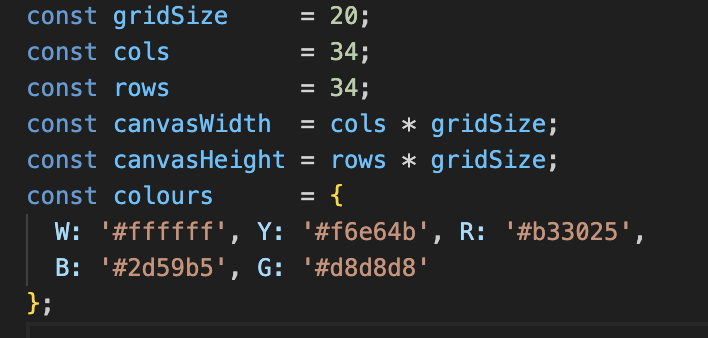 const gridSize     = 20;
const cols         = 34;
const rows         = 34;
const canvasWidth  = cols * gridSize;
const canvasHeight = rows * gridSize;
const colours      = {
  W: '#ffffff', Y: '#f6e64b', R: '#b33025',
  B: '#2d59b5', G: '#d8d8d8'
};